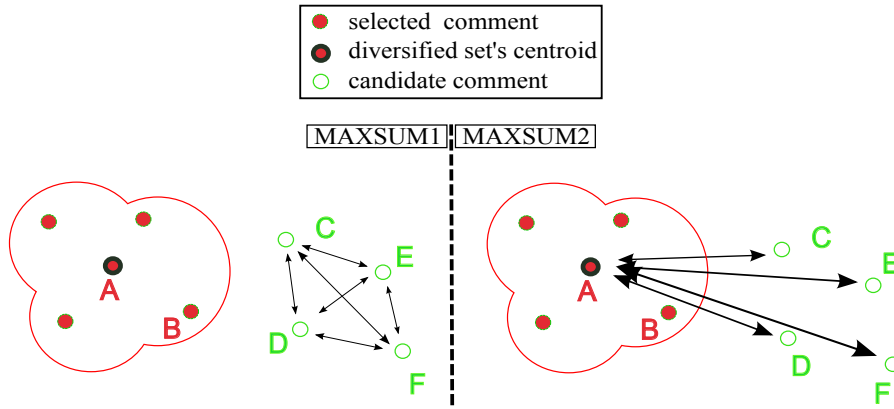 selected comment
diversified set's centroid
candidate comment
MAXSUM1
MAXSUM2
C
E
A
B
D
F
C
E
A
B
D
F